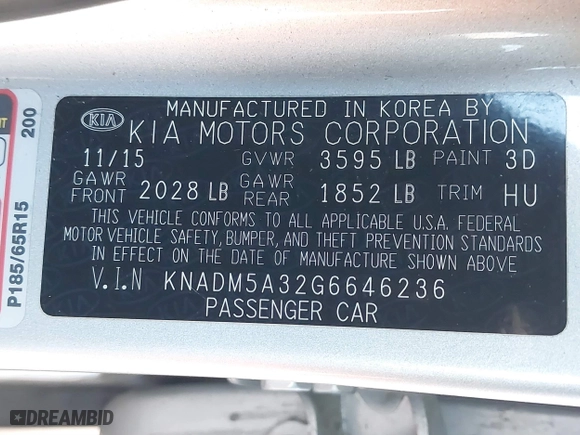 MANUFACTURED IN KOREA BY
KIA KIA MOTORS CORPORATION
11/15 GVWR 3595 LB PAINT 3D
GAWR FRONT 2028 LB GAWR REAR 1852 LB TRIM HU
THIS VEHICLE CONFORMS TO ALL APPLICABLE U.S.A. FEDERAL
MOTOR VEHICLE SAFETY, BUMPER, AND THEFT PREVENTION STANDARDS
IN EFFECT ON THE DATE OF MANUFACTURE SHOWN ABOVE
V.I.N KNADM5A32G6646236
PASSENGER CAR
P185/65R15
200
DREAMBID